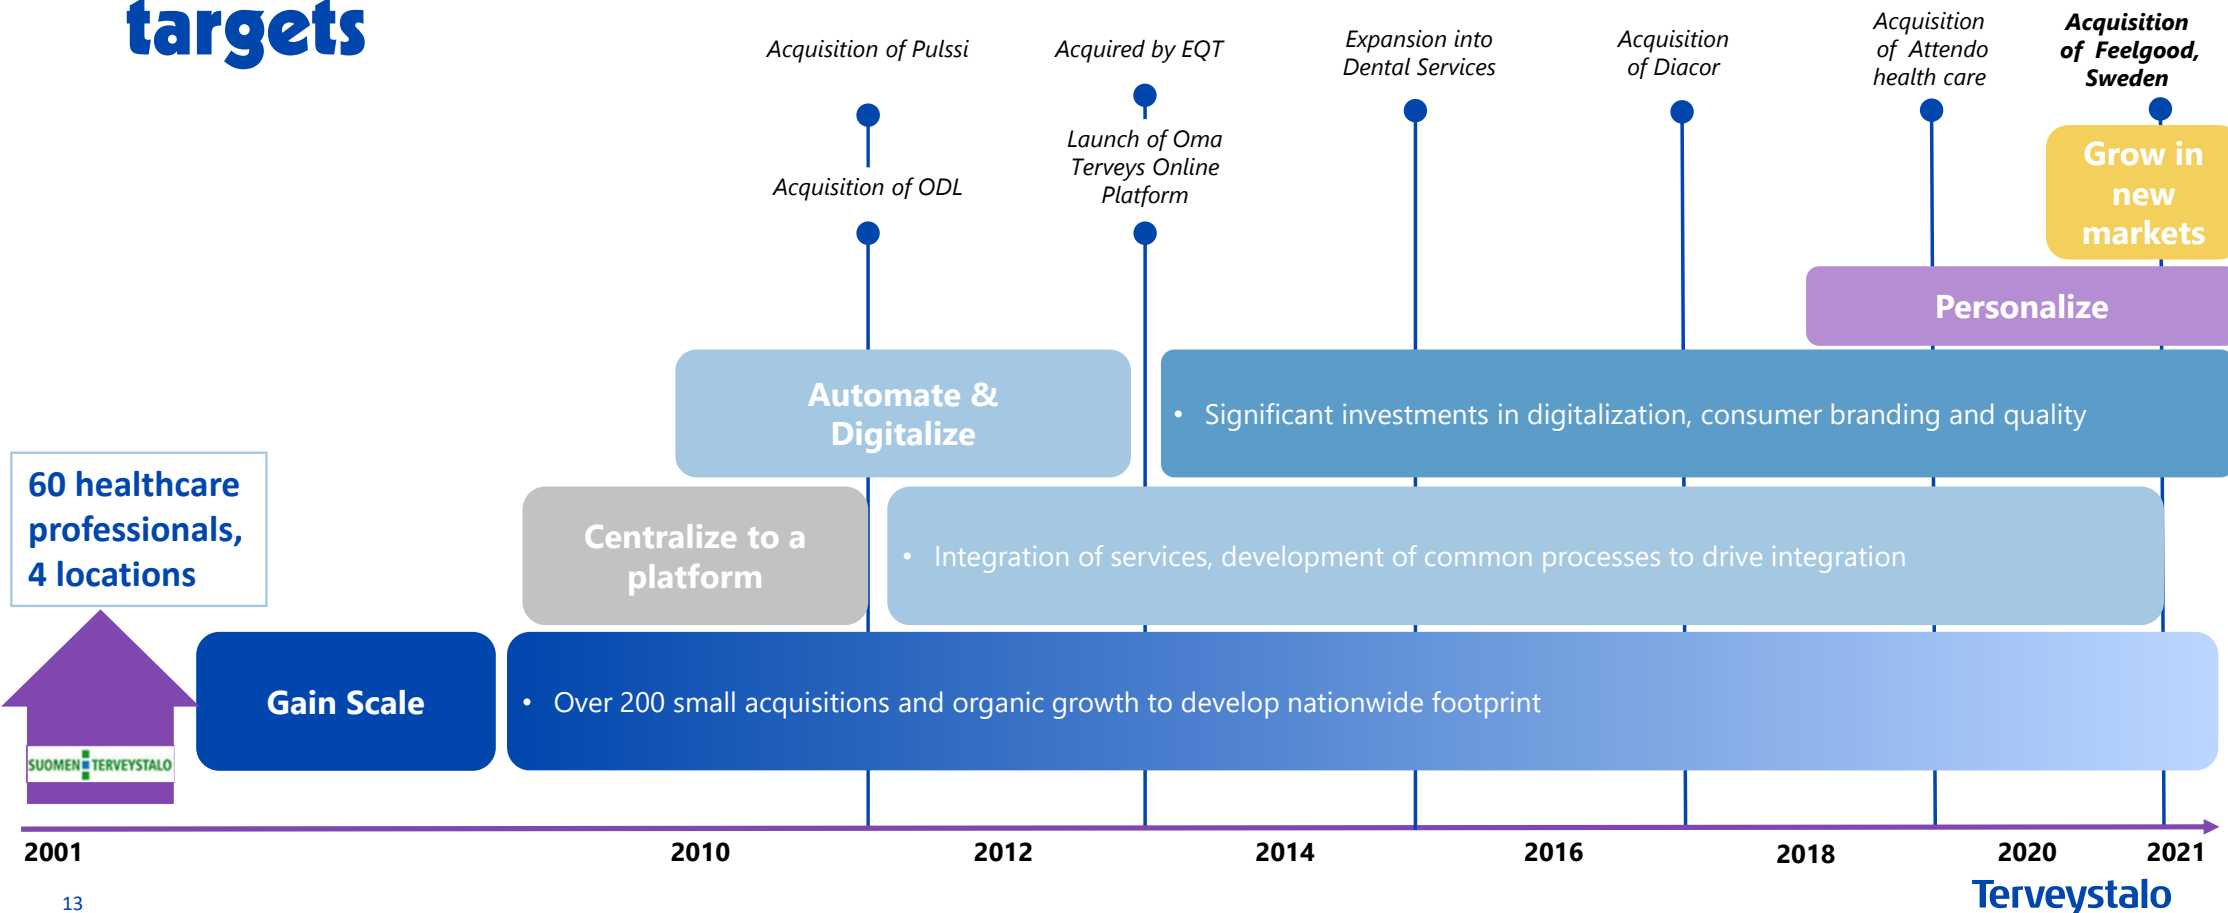 targets
Acquisition of Pulssi
Acquisition of ODL
Acquired by EQT
Launch of Oma
Terveys Online
Platform
Expansion into
Dental Services
Acquisition
of Diacor
Acquisition
of Attendo
health care
Acquisition
of Feelgood,
Sweden
Grow in
new
markets
Personalize
Automate &
Digitalize
• Significant investments in digitalization, consumer branding and quality
60 healthcare
professionals,
4 locations
Centralize to a
platform
• Integration of services, development of common processes to drive integration
Gain Scale
• Over 200 small acquisitions and organic growth to develop nationwide footprint
SUOMEN TERVEYSTALO
2001 2010 2012 2014 2016 2018 2020 2021
13
Terveystalo